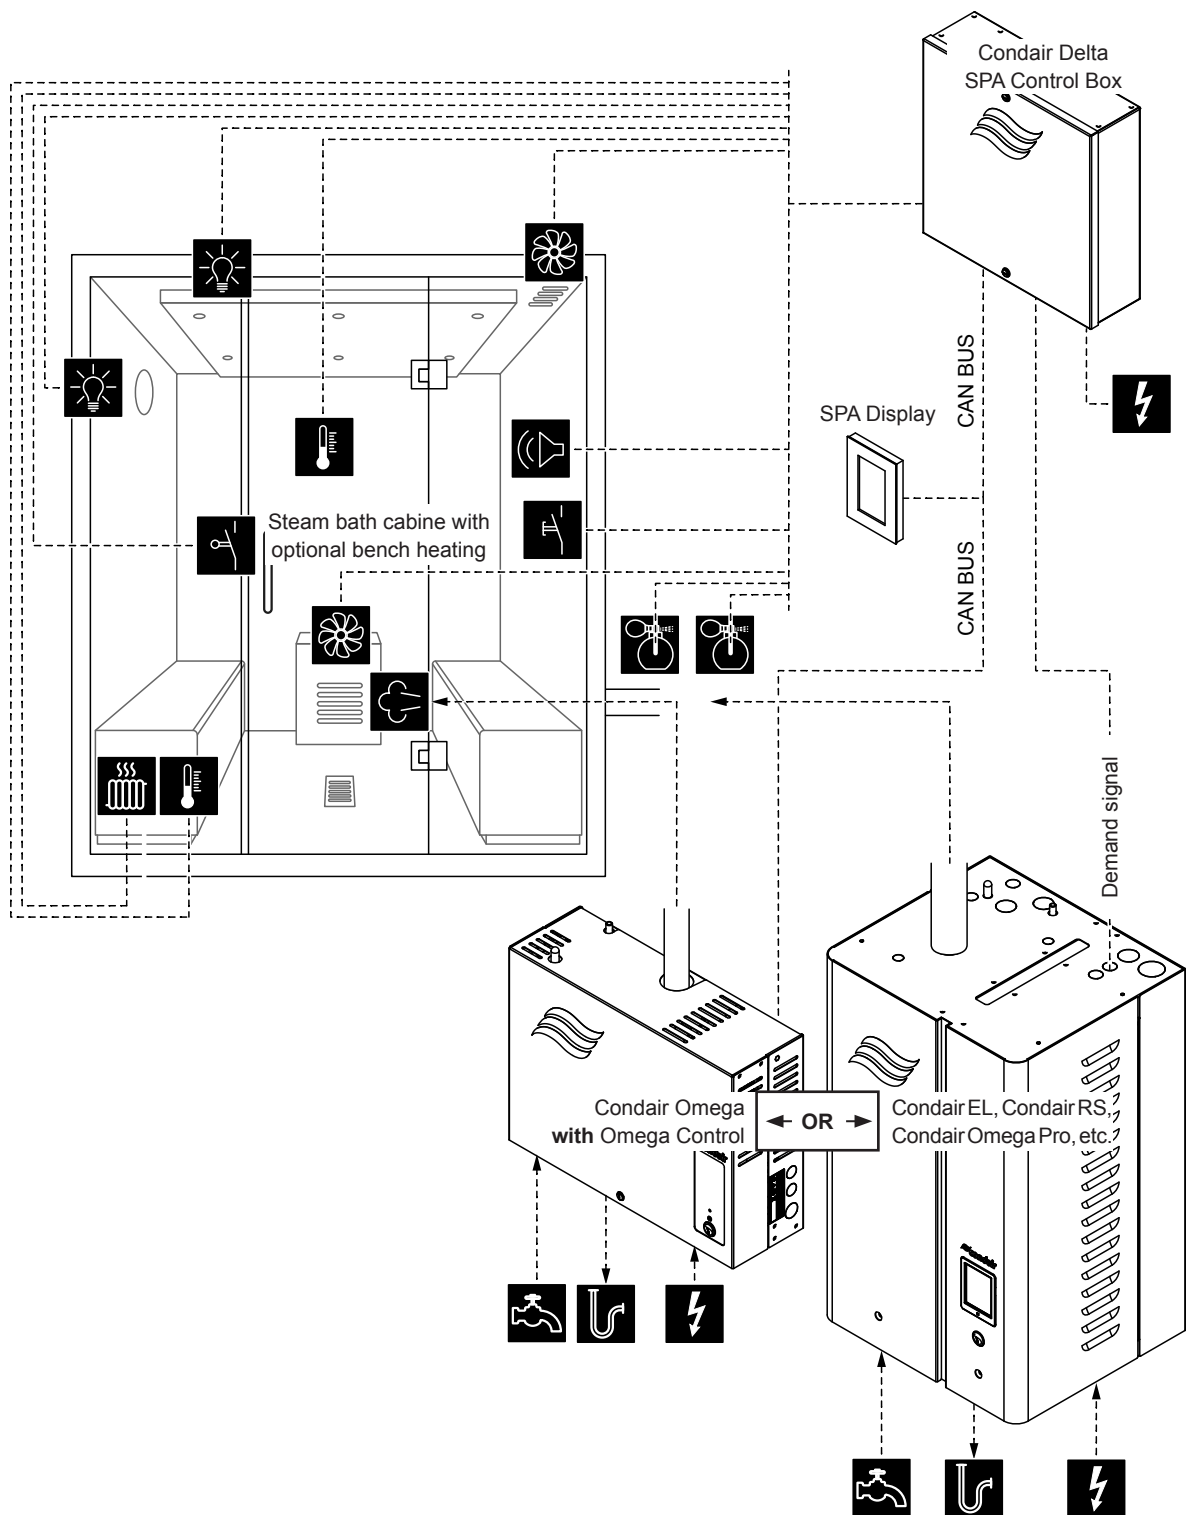 Condair Delta
SPA Control Box
CAN BUS
SPA Display
Steam bath cabine with
optional bench heating
CAN BUS
Demand signal
Condair Omega
with Omega Control
OR
Condair EL, Condair RS,
Condair Omega Pro, etc.